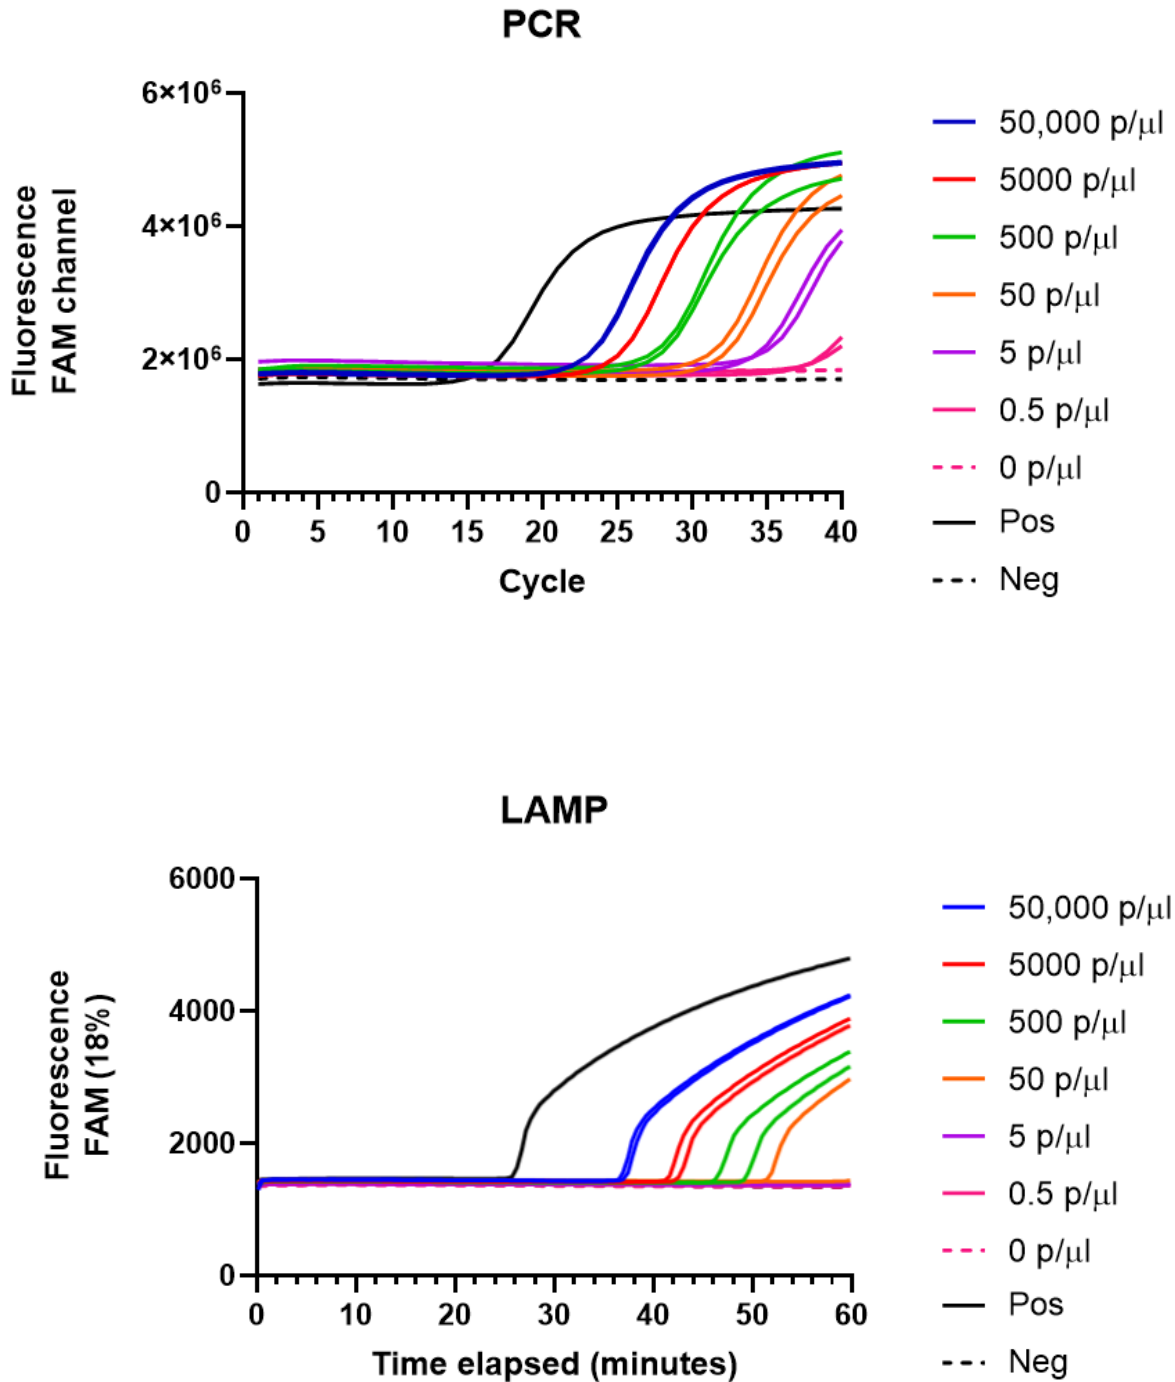 PCR
6×10⁶
4×10⁶
2×10⁶
0
Fluorescence
FAM channel
0 5 10 15 20 25 30 35 40
Cycle
50,000 p/µl
5000 p/µl
500 p/µl
50 p/µl
5 p/µl
0.5 p/µl
0 p/µl
Pos
Neg
LAMP
6000
4000
2000
0
Fluorescence
FAM (18%)
0 10 20 30 40 50 60
Time elapsed (minutes)
50,000 p/µl
5000 p/µl
500 p/µl
50 p/µl
5 p/µl
0.5 p/µl
0 p/µl
Pos
Neg